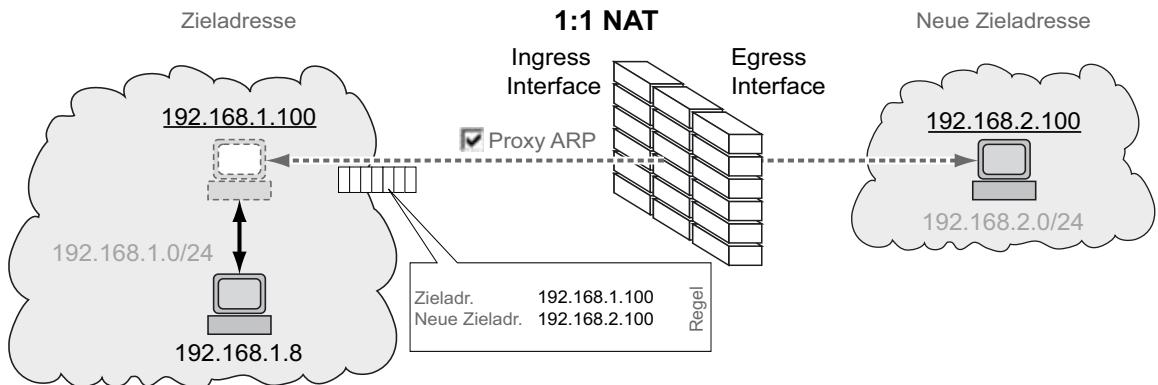 Zieladresse
1:1 NAT
Neue Zieladresse
Ingress
Interface
Egress
Interface
192.168.1.100
Proxy ARP
192.168.2.100
192.168.1.0/24
192.168.2.0/24
Zieladr. 192.168.1.100
Neue Zieladr. 192.168.2.100
Regel
192.168.1.8